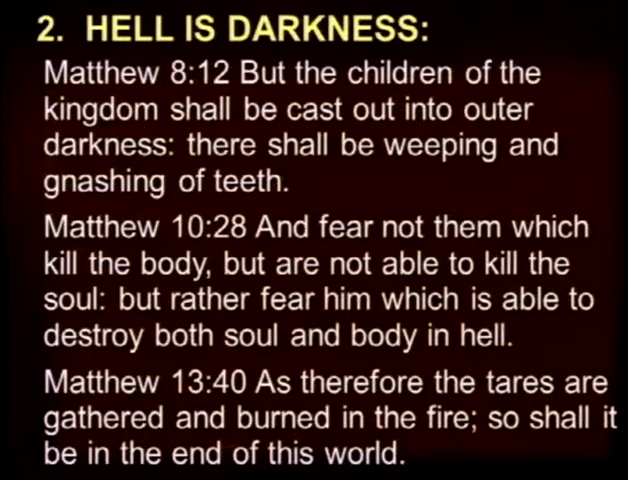 2. HELL IS DARKNESS:
Matthew 8:12 But the children of the
kingdom shall be cast out into outer
darkness: there shall be weeping and
gnashing of teeth.
Matthew 10:28 And fear not them which
kill the body, but are not able to kill the
soul: but rather fear him which is able to
destroy both soul and body in hell.
Matthew 13:40 As therefore the tares are
gathered and burned in the fire; so shall it
be in the end of this world.